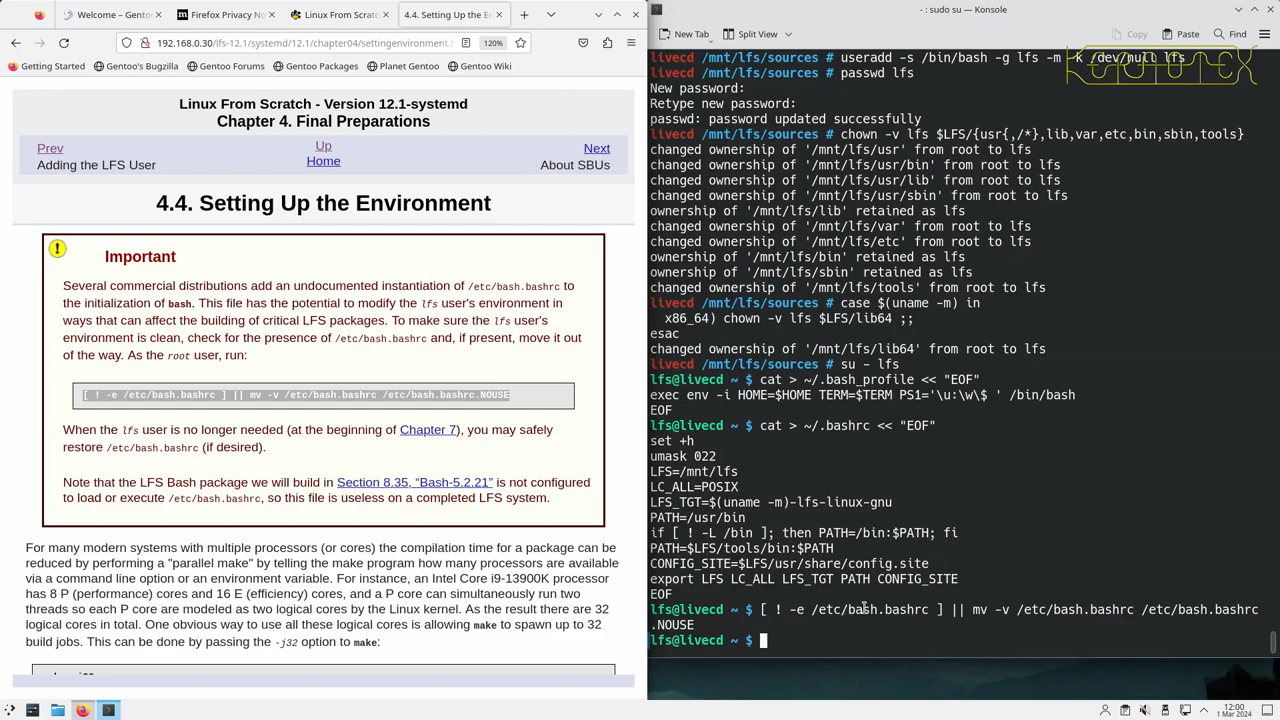 Welcome – Gentoo
Firefox Privacy No
Linux From Scratc
4.4. Setting Up the En
192.168.0.30/lfs-12.1/systemd/12.1/chapter04/settingenvironment.
120%
Getting Started
Gentoo's Bugzilla
Gentoo Forums
Gentoo Packages
Planet Gentoo
Gentoo Wiki
Linux From Scratch - Version 12.1-systemd
Chapter 4. Final Preparations
Prev
Up
Next
Adding the LFS User
Home
About SBUs
4.4. Setting Up the Environment
!
Important
Several commercial distributions add an undocumented instantiation of /etc/bash.bashrc to
the initialization of bash. This file has the potential to modify the lfs user's environment in
ways that can affect the building of critical LFS packages. To make sure the lfs user's
environment is clean, check for the presence of /etc/bash.bashrc and, if present, move it out
of the way. As the root user, run:
[ ! -e /etc/bash.bashrc ] || mv -v /etc/bash.bashrc /etc/bash.bashrc.NOUSE
When the lfs user is no longer needed (at the beginning of Chapter 7), you may safely
restore /etc/bash.bashrc (if desired).
Note that the LFS Bash package we will build in Section 8.35, “Bash-5.2.21” is not configured
to load or execute /etc/bash.bashrc, so this file is useless on a completed LFS system.
For many modern systems with multiple processors (or cores) the compilation time for a package can be
reduced by performing a "parallel make" by telling the make program how many processors are available
via a command line option or an environment variable. For instance, an Intel Core i9-13900K processor
has 8 P (performance) cores and 16 E (efficiency) cores, and a P core can simultaneously run two
threads so each P core are modeled as two logical cores by the Linux kernel. As the result there are 32
logical cores in total. One obvious way to use all these logical cores is allowing make to spawn up to 32
build jobs. This can be done by passing the -j32 option to make:
- : sudo su — Konsole
New Tab
Split View
Copy
Paste
Find
livecd /mnt/lfs/sources # useradd -s /bin/bash -g lfs -m -k /dev/null lfs
livecd /mnt/lfs/sources # passwd lfs
New password:
Retype new password:
passwd: password updated successfully
livecd /mnt/lfs/sources # chown -v lfs $LFS/{usr{,/*},lib,var,etc,bin,sbin,tools}
changed ownership of '/mnt/lfs/usr' from root to lfs
changed ownership of '/mnt/lfs/usr/bin' from root to lfs
changed ownership of '/mnt/lfs/usr/lib' from root to lfs
changed ownership of '/mnt/lfs/usr/sbin' from root to lfs
ownership of '/mnt/lfs/lib' retained as lfs
changed ownership of '/mnt/lfs/var' from root to lfs
changed ownership of '/mnt/lfs/etc' from root to lfs
ownership of '/mnt/lfs/bin' retained as lfs
ownership of '/mnt/lfs/sbin' retained as lfs
changed ownership of '/mnt/lfs/tools' from root to lfs
livecd /mnt/lfs/sources # case $(uname -m) in
x86_64) chown -v lfs $LFS/lib64 ;;
esac
changed ownership of '/mnt/lfs/lib64' from root to lfs
livecd /mnt/lfs/sources # su - lfs
lfs@livecd ~ $ cat > ~/.bash_profile << "EOF"
exec env -i HOME=$HOME TERM=$TERM PS1='\u:\w\$ ' /bin/bash
EOF
lfs@livecd ~ $ cat > ~/.bashrc << "EOF"
set +h
umask 022
LFS=/mnt/lfs
LC_ALL=POSIX
LFS_TGT=$(uname -m)-lfs-linux-gnu
PATH=/usr/bin
if [ ! -L /bin ]; then PATH=/bin:$PATH; fi
PATH=$LFS/tools/bin:$PATH
CONFIG_SITE=$LFS/usr/share/config.site
export LFS LC_ALL LFS_TGT PATH CONFIG_SITE
EOF
lfs@livecd ~ $ [ ! -e /etc/bash.bashrc ] || mv -v /etc/bash.bashrc /etc/bash.bashrc
.NOUSE
lfs@livecd ~ $
12:00
1 Mar 2024